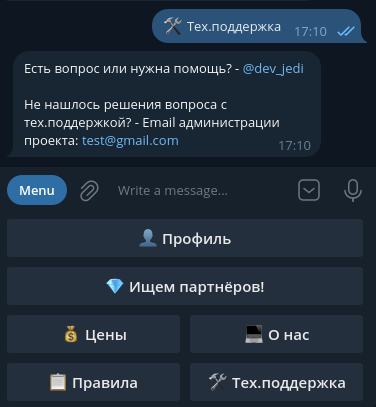 🛠 Тех.поддержка
17:10
Есть вопрос или нужна помощь? - @dev_jedi
Не нашлось решения вопроса с
тех.поддержкой? - Email администрации
проекта: test@gmail.com
17:10
Menu
Write a message...
👤 Профиль
💎 Ищем партнёров!
💰 Цены
💻 О нас
📋 Правила
🛠 Тех.поддержка